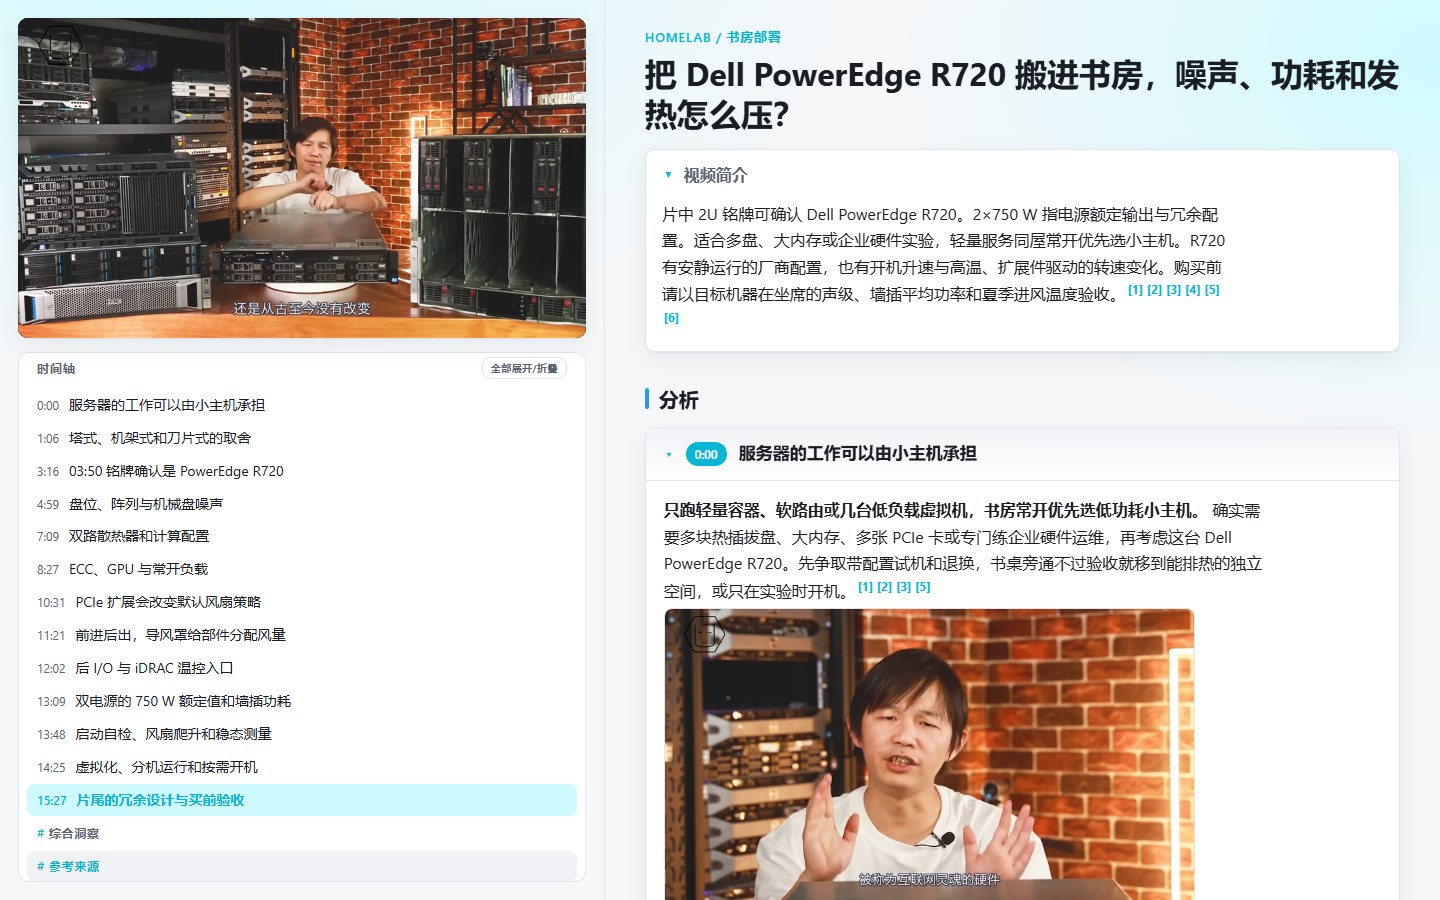 还是从古至今没有改变
时间轴
全部展开/折叠
0:00 服务器的工作可以由小主机承担
1:06 塔式、机架式和刀片式的取舍
3:16 03:50 铭牌确认是 PowerEdge R720
4:59 盘位、阵列与机械盘噪声
7:09 双路散热器和计算配置
8:27 ECC、GPU 与常开负载
10:31 PCIe 扩展会改变默认风扇策略
11:21 前进后出，导风罩给部件分配风量
12:02 后 I/O 与 iDRAC 温控入口
13:09 双电源的 750 W 额定值和墙插功耗
13:48 启动自检、风扇爬升和稳态测量
14:25 虚拟化、分机运行和按需开机
15:27 片尾的冗余设计与买前验收
# 综合洞察
# 参考来源
HOMELAB / 书房部署
把 Dell PowerEdge R720 搬进书房，噪声、功耗和发
热怎么压？
视频简介
片中 2U 铭牌可确认 Dell PowerEdge R720。2×750 W 指电源额定输出与冗余配
置。适合多盘、大内存或企业硬件实验，轻量服务同屋常开优先选小主机。R720
有安静运行的厂商配置，也有开机升速与高温、扩展件驱动的转速变化。购买前
请以目标机器在坐席的声级、墙插平均功率和夏季进风温度验收。 [1] [2] [3] [4] [5]
[6]
分析
0:00 服务器的工作可以由小主机承担
只跑轻量容器、软路由或几台低负载虚拟机，书房常开优先选低功耗小主机。 确实需
要多块热插拔盘、大内存、多张 PCIe 卡或专门练企业硬件运维，再考虑这台 Dell
PowerEdge R720。先争取带配置试机和退换，书桌旁通不过验收就移到能排热的独立
空间，或只在实验时开机。 [1] [2] [3] [5]
被称为互联网灵魂的硬件